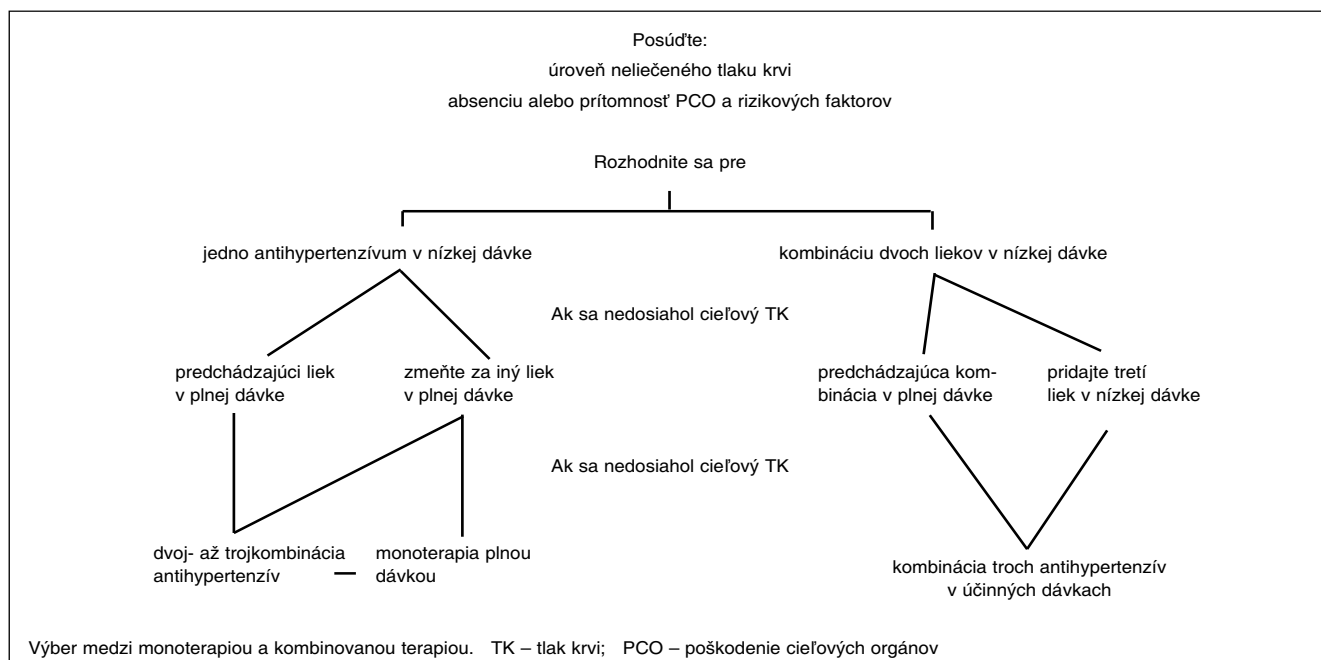 Posúďte:
úroveň neliečeného tlaku krvi
absenciu alebo prítomnosť PCO a rizikových faktorov
Rozhodnite sa pre
jedno antihypertenzívum v nízkej dávke
kombináciu dvoch liekov v nízkej dávke
Ak sa nedosiahol cieľový TK
predchádzajúci liek
v plnej dávke
zmeňte za iný liek
v plnej dávke
predchádzajúca kom-
binácia v plnej dávke
pridajte tretí
liek v nízkej dávke
Ak sa nedosiahol cieľový TK
dvoj- až trojkombinácia
antihypertenzív
monoterapia plnou
dávkou
kombinácia troch antihypertenzív
v účinných dávkach
Výber medzi monoterapiou a kombinovanou terapiou. TK – tlak krvi; PCO – poškodenie cieľových orgánov